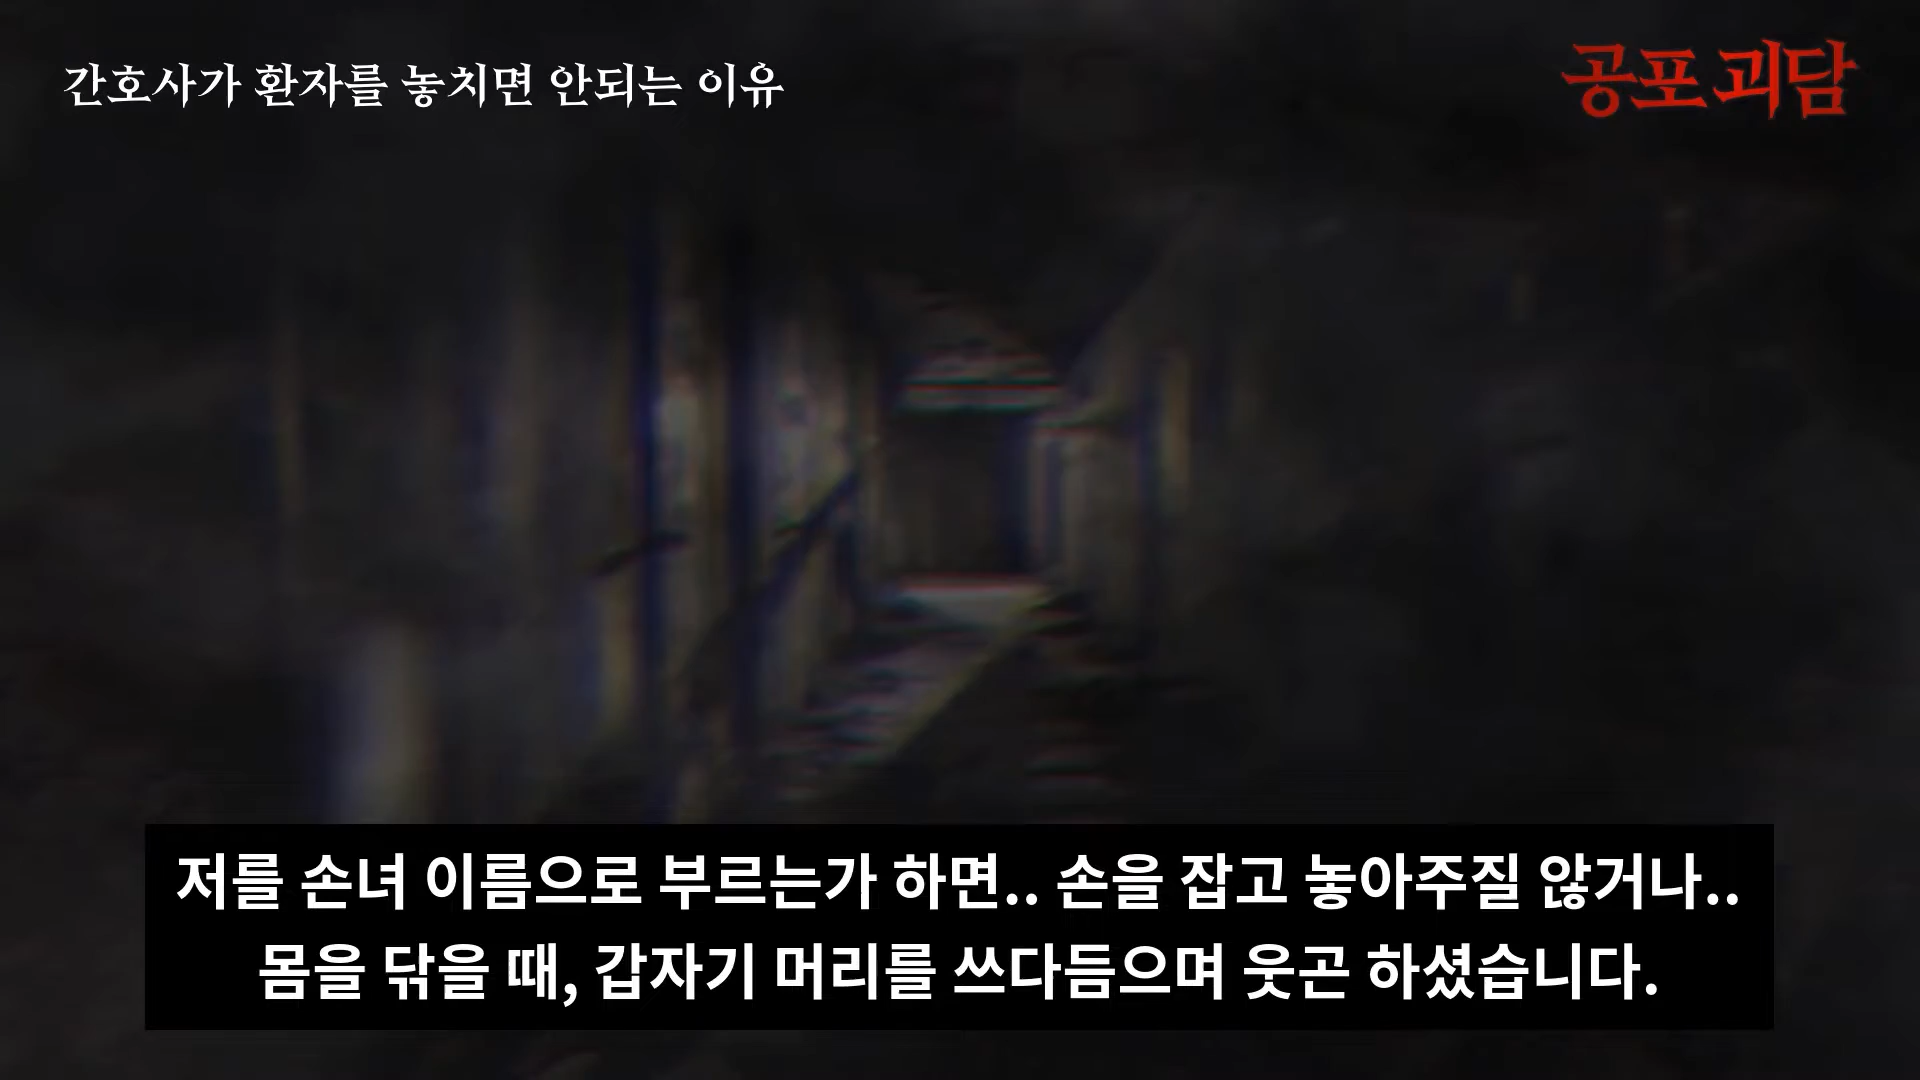 간호사가 환자를 놓치면 안되는 이유
공포괴담
저를 손녀 이름으로 부르는가 하면.. 손을 잡고 놓아주질 않거나..
몸을 닦을 때, 갑자기 머리를 쓰다듬으며 웃곤 하셨습니다.